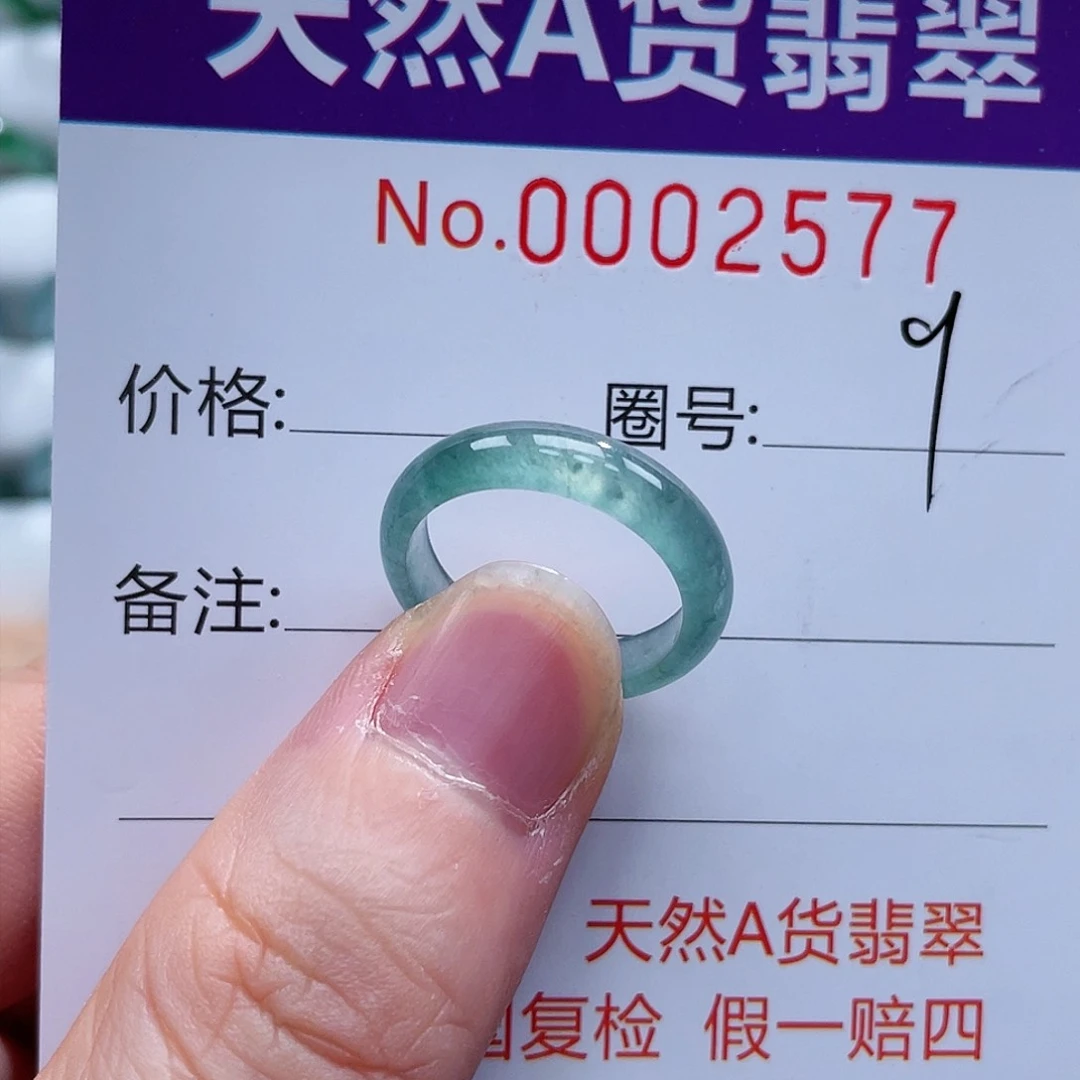 天然A货翡翠
No.0002577
价格: 圈号: 9
备注:
天然A货翡翠
复检 假一赔四